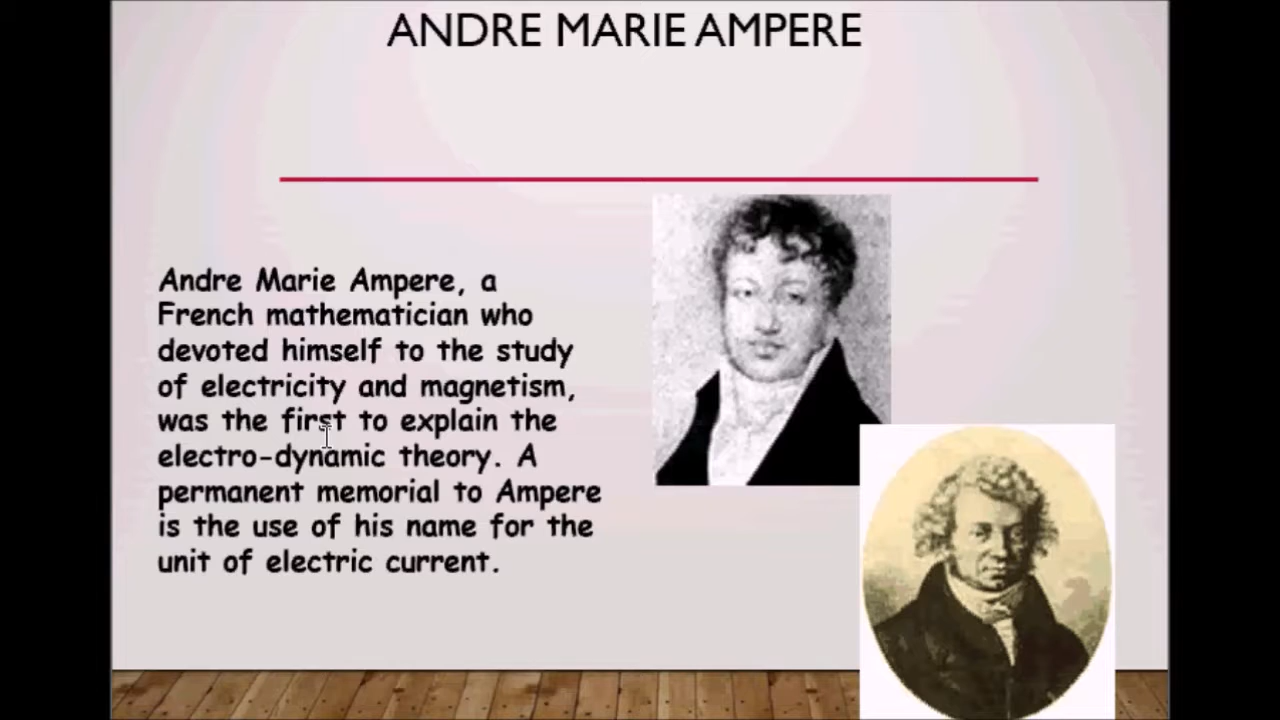 ANDRE MARIE AMPERE
Andre Marie Ampere, a
French mathematician who
devoted himself to the study
of electricity and magnetism,
was the first to explain the
electro-dynamic theory. A
permanent memorial to Ampere
is the use of his name for the
unit of electric current.